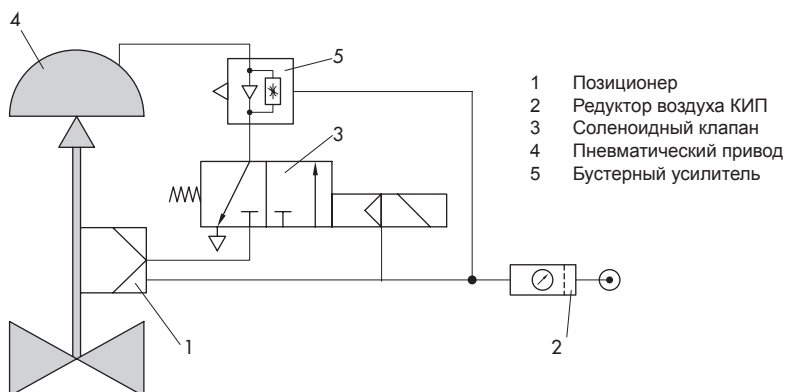 4
5
3
1
2
1 Позиционер
2 Редуктор воздуха КИП
3 Соленоидный клапан
4 Пневматический привод
5 Бустерный усилитель